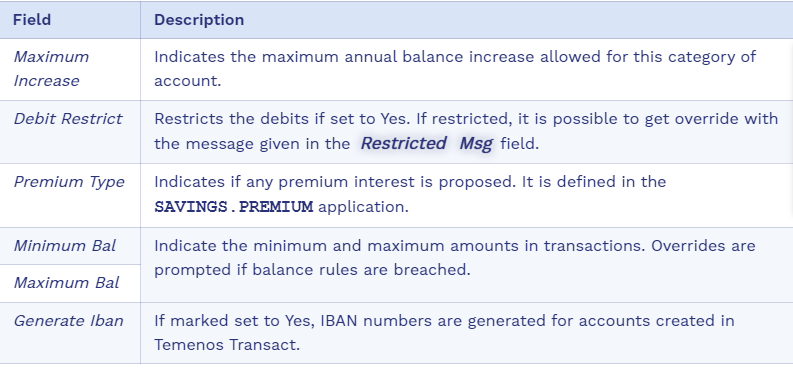 Field Description
Maximum Increase Indicates the maximum annual balance increase allowed for this category of
account.
Debit Restrict Restricts the debits if set to Yes. If restricted, it is possible to get override with
the message given in the Restricted Msg field.
Premium Type Indicates if any premium interest is proposed. It is defined in the
SAVINGS.PREMIUM application.
Minimum Bal Indicate the minimum and maximum amounts in transactions. Overrides are
prompted if balance rules are breached.
Maximum Bal
Generate Iban If marked set to Yes, IBAN numbers are generated for accounts created in
Temenos Transact.